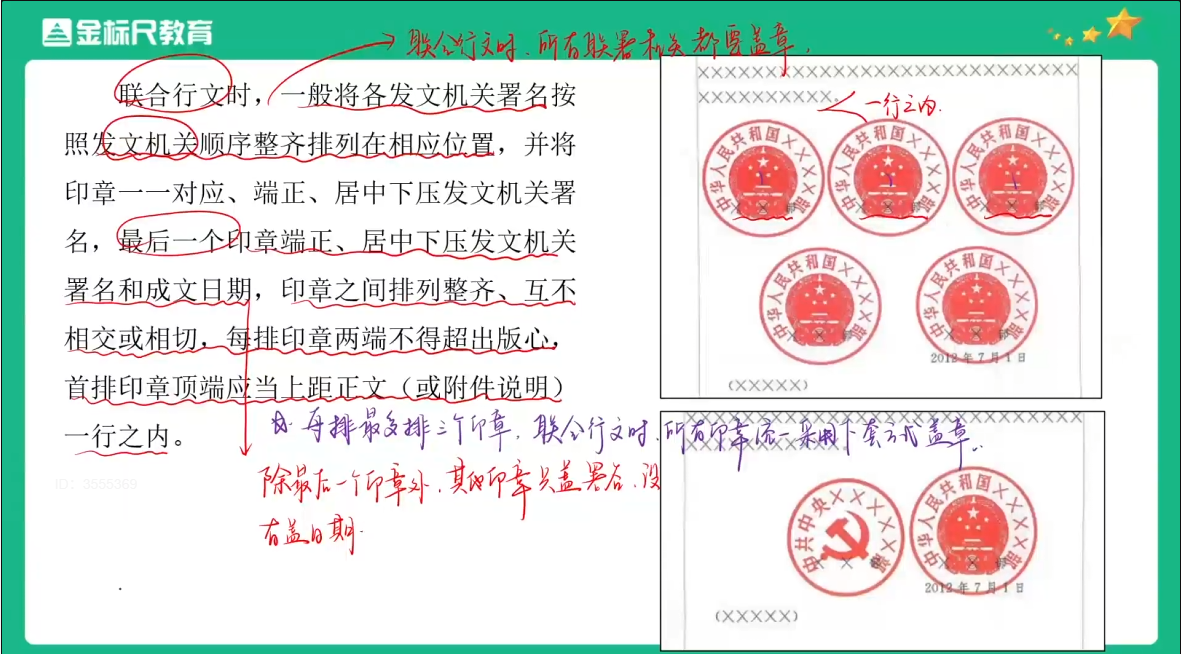 金标尺教育
联合行文时,所有联署机关都要盖章.
联合行文时，一般将各发文机关署名按
照发文机关顺序整齐排列在相应位置，并将
印章一一对应、端正、居中下压发文机关署
名，最后一个印章端正、居中下压发文机关
署名和成文日期，印章之间排列整齐、互不
相交或相切，每排印章两端不得超出版心，
首排印章顶端应当上距正文（或附件说明）
一行之内。
每排最多排三个印章, 联合行文时,所有印章统一采用下套方式盖章.
除最后一个印章外,其他印章只盖署名,没
有盖日期.
ID：3555369
××××××××××××××××××××××××××××××
×××××××××××。
一行之内.
中华人民共和国××××部
中华人民共和国××××部
中华人民共和国××××部
中华人民共和国××××部
中华人民共和国××××部
2012年7月1日
（×××××）
中共中央×××××部
中华人民共和国××××部
2012年7月1日
（×××××）